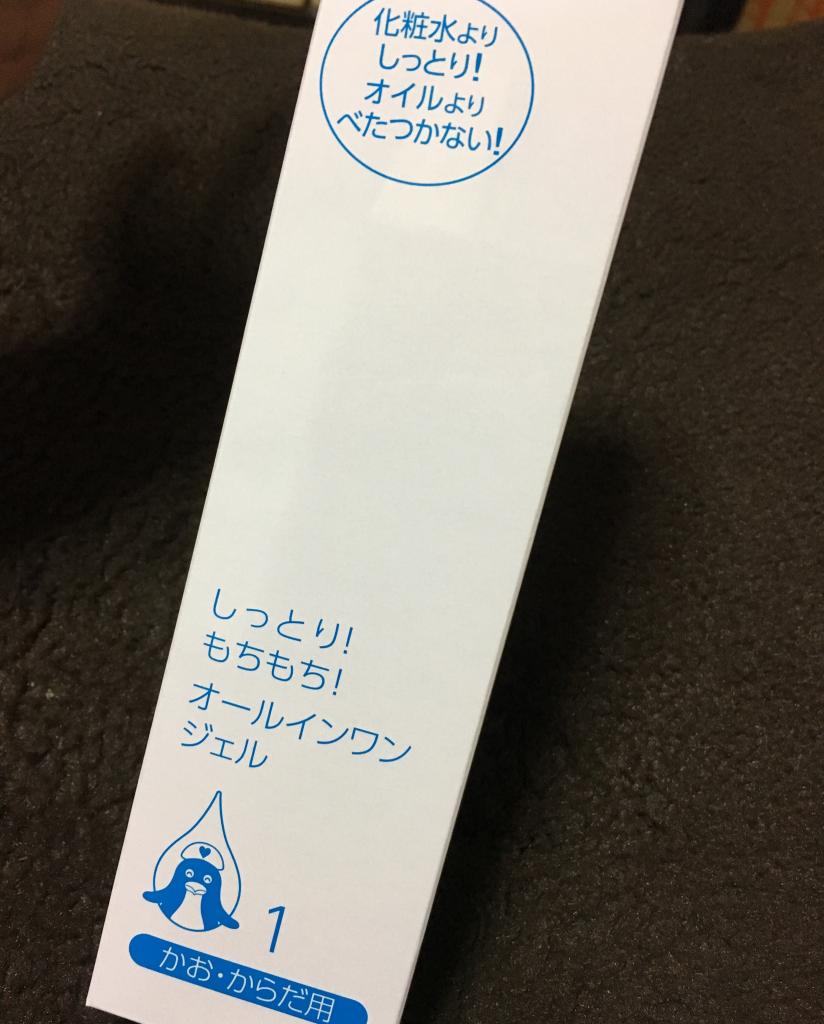 化粧水より
しっとり!
オイルより
べたつかない!
しっとり!
もちもち!
オールインワン
ジェル
1
かお・からだ用